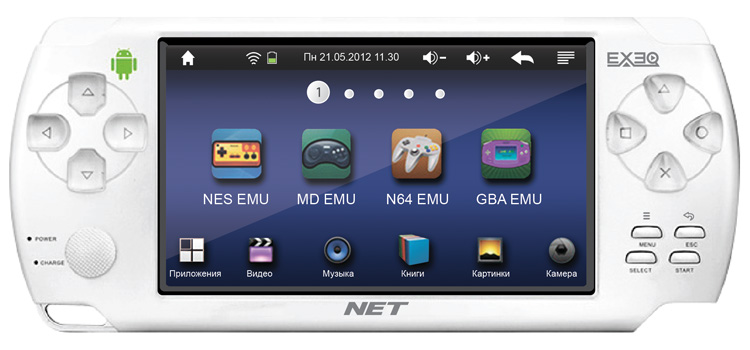 Пн 21.05.2012 11.30
EXEQ
1
NES EMU
MD EMU
N64 EMU
GBA EMU
POWER
CHARGE
MENU
ESC
SELECT
START
Приложения
Видео
Музыка
Книги
Картинки
Камера
NET